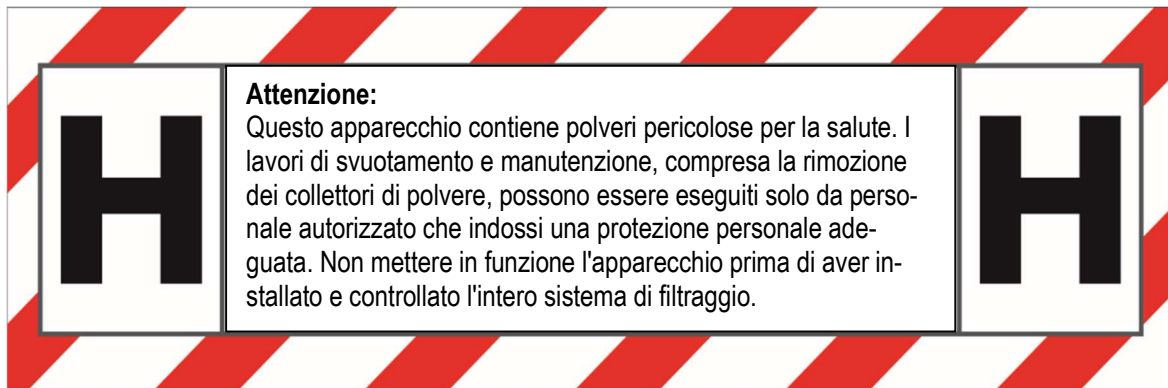 H
Attenzione:
Questo apparecchio contiene polveri pericolose per la salute. I
lavori di svuotamento e manutenzione, compresa la rimozione
dei collettori di polvere, possono essere eseguiti solo da perso-
nale autorizzato che indossi una protezione personale ade-
guata. Non mettere in funzione l'apparecchio prima di aver in-
stallato e controllato l'intero sistema di filtraggio.
H